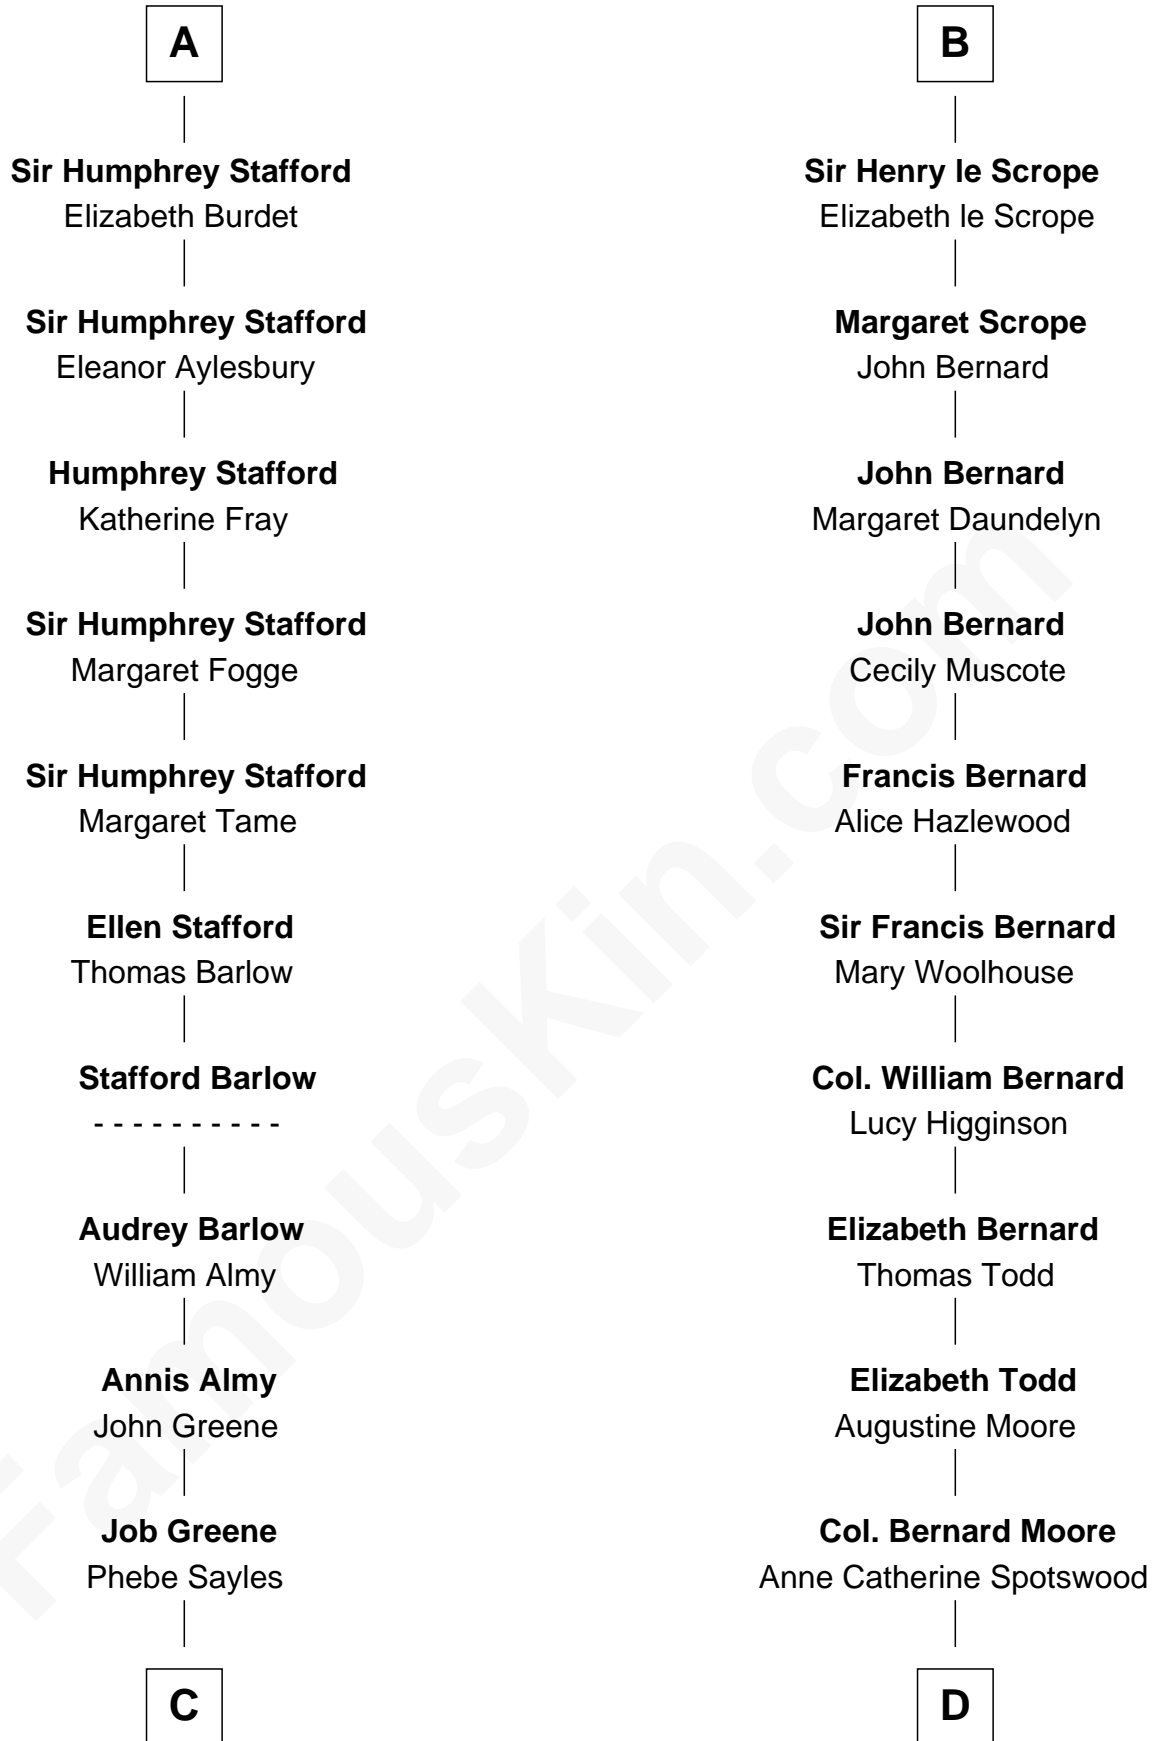 A
Sir Humphrey Stafford
Elizabeth Burdet
Sir Humphrey Stafford
Eleanor Aylesbury
Humphrey Stafford
Katherine Fray
Sir Humphrey Stafford
Margaret Fogge
Sir Humphrey Stafford
Margaret Tame
Ellen Stafford
Thomas Barlow
Stafford Barlow
- - - - - - - - - -
Audrey Barlow
William Almy
Annis Almy
John Greene
Job Greene
Phebe Sayles
C
B
Sir Henry le Scrope
Elizabeth le Scrope
Margaret Scrope
John Bernard
John Bernard
Margaret Daundelyn
John Bernard
Cecily Muscote
Francis Bernard
Alice Hazlewood
Sir Francis Bernard
Mary Woolhouse
Col. William Bernard
Lucy Higginson
Elizabeth Bernard
Thomas Todd
Elizabeth Todd
Augustine Moore
Col. Bernard Moore
Anne Catherine Spotswood
D
FamousKin.com